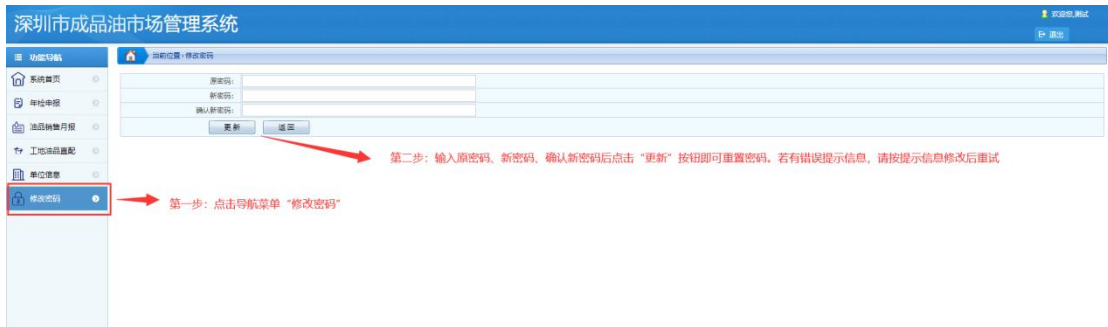 深圳市成品油市场管理系统
欢迎您,测试
退出
功能导航
当前位置：修改密码
系统首页
年检申报
油品销售月报
工地油品直配
单位信息
修改密码
原密码：
新密码：
确认新密码：
更新 返回
第二步：输入原密码、新密码、确认新密码后点击“更新”按钮即可重置密码。若有错误提示信息，请按提示信息修改后重试
第一步：点击导航菜单“修改密码”